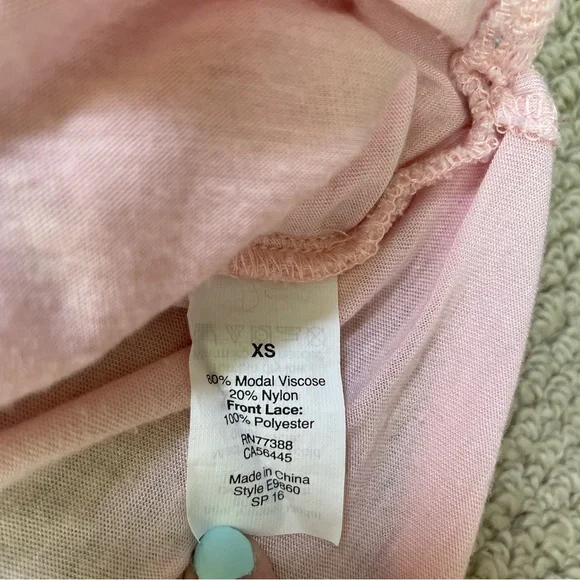 XS
80% Modal Viscose
20% Nylon
Front Lace:
100% Polyester
RN77388
CA56445
Made in China
Style E9860
SP 16